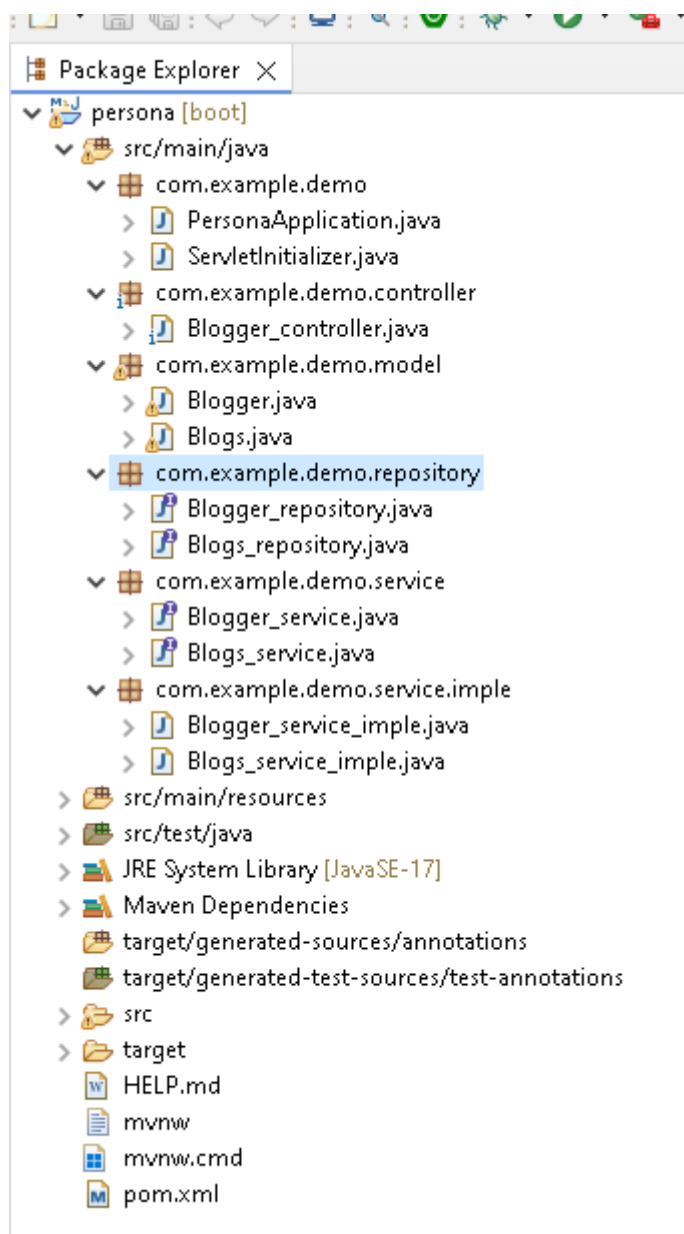 Package Explorer
persona [boot]
src/main/java
com.example.demo
PersonaApplication.java
ServletInitializer.java
com.example.demo.controller
Blogger_controller.java
com.example.demo.model
Blogger.java
Blogs.java
com.example.demo.repository
Blogger_repository.java
Blogs_repository.java
com.example.demo.service
Blogger_service.java
Blogs_service.java
com.example.demo.service.imple
Blogger_service_imple.java
Blogs_service_imple.java
src/main/resources
src/test/java
JRE System Library [JavaSE-17]
Maven Dependencies
target/generated-sources/annotations
target/generated-test-sources/test-annotations
src
target
HELP.md
mvnw
mvnw.cmd
pom.xml